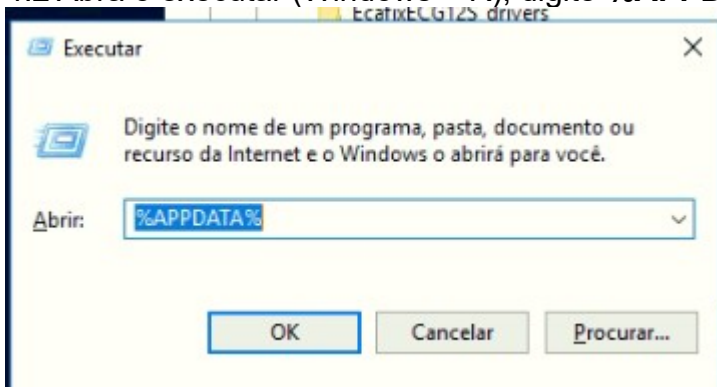 EcafixECG12S drivers
Executar
Digite o nome de um programa, pasta, documento ou
recurso da Internet e o Windows o abrirá para você.
Abrir:
%APPDATA%
OK Cancelar Procurar...